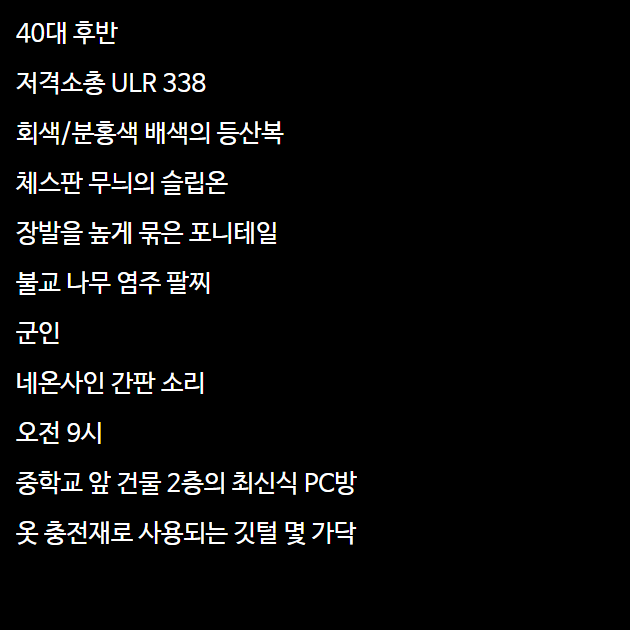 40대 후반
저격소총 ULR 338
회색/분홍색 배색의 등산복
체스판 무늬의 슬립온
장발을 높게 묶은 포니테일
불교 나무 염주 팔찌
군인
네온사인 간판 소리
오전 9시
중학교 앞 건물 2층의 최신식 PC방
옷 충전재로 사용되는 깃털 몇 가닥